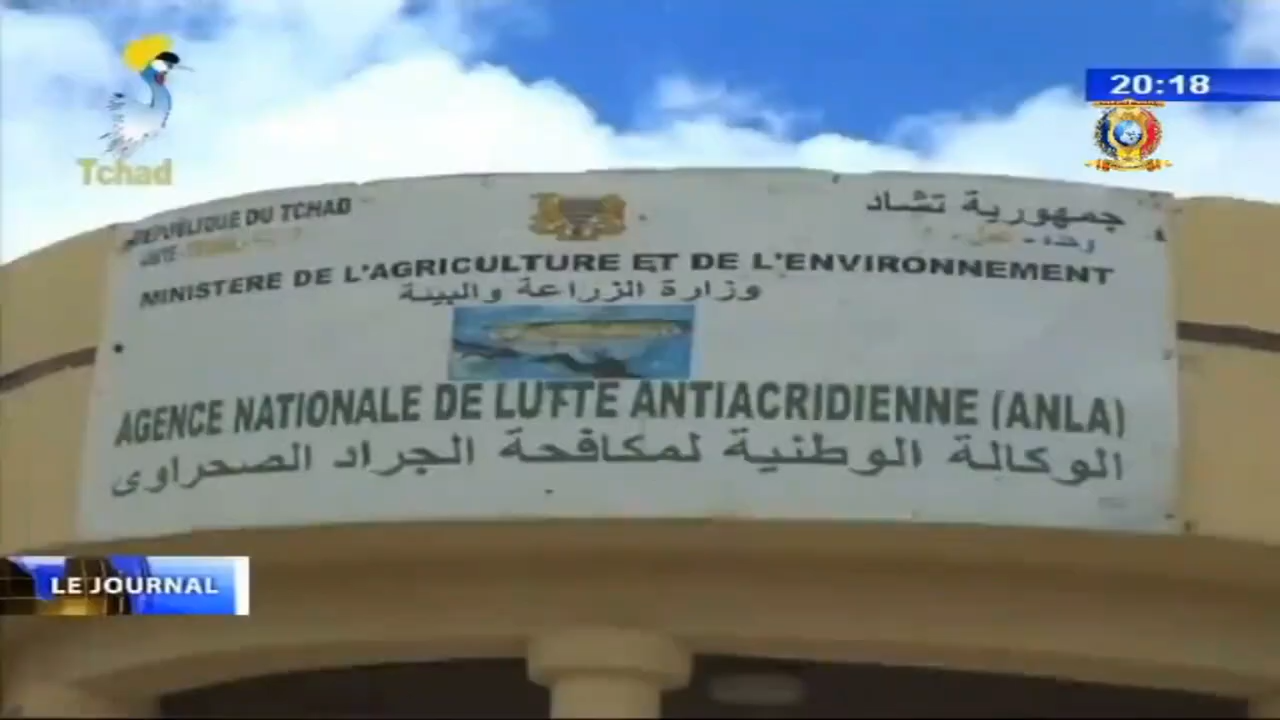 Tchad
20:18
REPUBLIQUE DU TCHAD
جمهورية تشاد
MINISTERE DE L'AGRICULTURE ET DE L'ENVIRONNEMENT
وزارة الزراعة والبيئة
AGENCE NATIONALE DE LUTTE ANTIACRIDIENNE (ANLA)
الوكالة الوطنية لمكافحة الجراد الصحراوى
LE JOURNAL